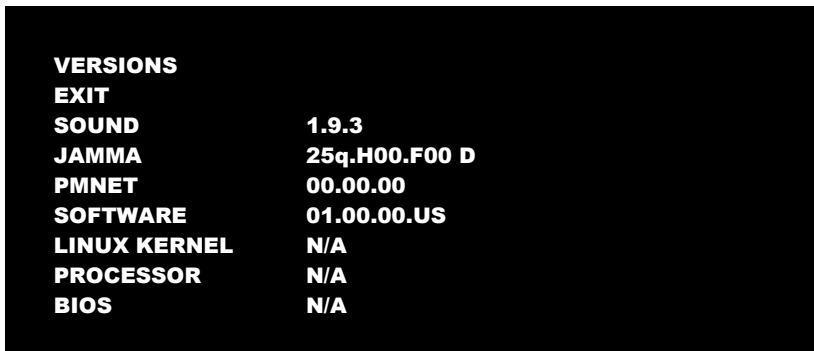 VERSIONS
EXIT
SOUND 1.9.3
JAMMA 25q.H00.F00 D
PMNET 00.00.00
SOFTWARE 01.00.00.US
LINUX KERNEL N/A
PROCESSOR N/A
BIOS N/A